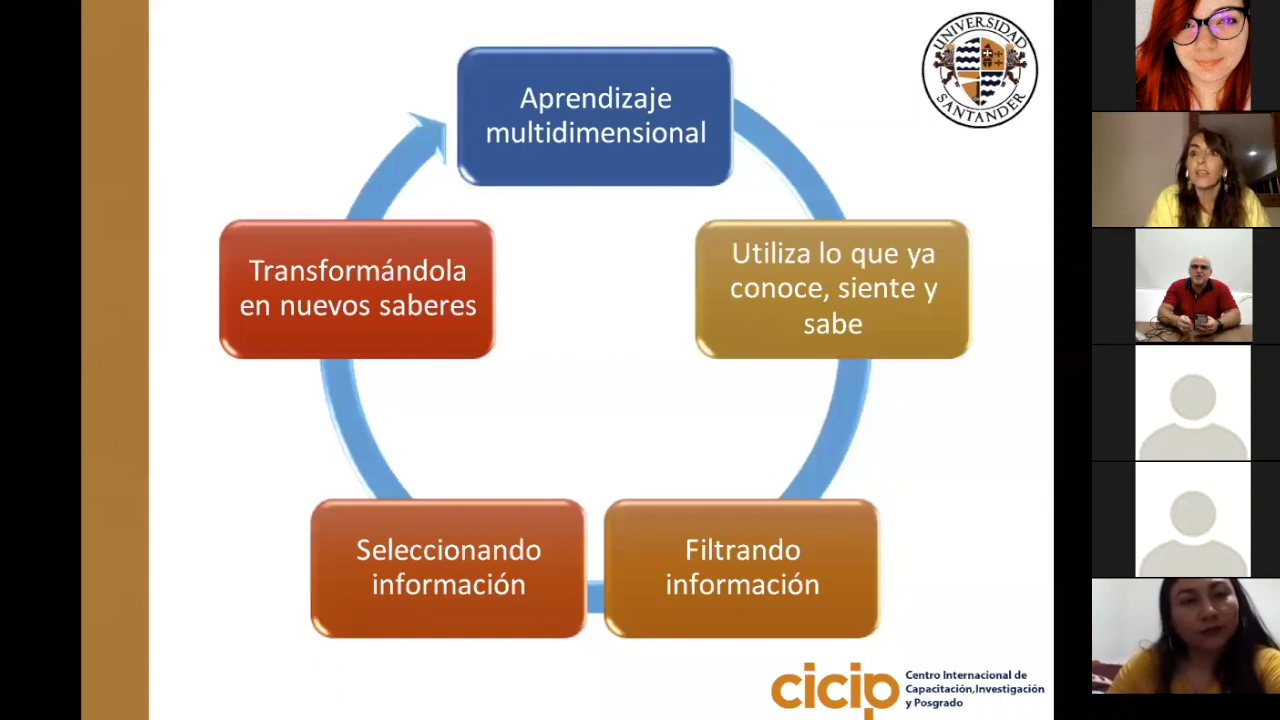 UNIVERSIDAD
SANTANDER
Aprendizaje
multidimensional
Utiliza lo que ya
conoce, siente y
sabe
Filtrando
información
Seleccionando
información
Transformándola
en nuevos saberes
cicip
Centro Internacional de
Capacitación,Investigación
y Posgrado